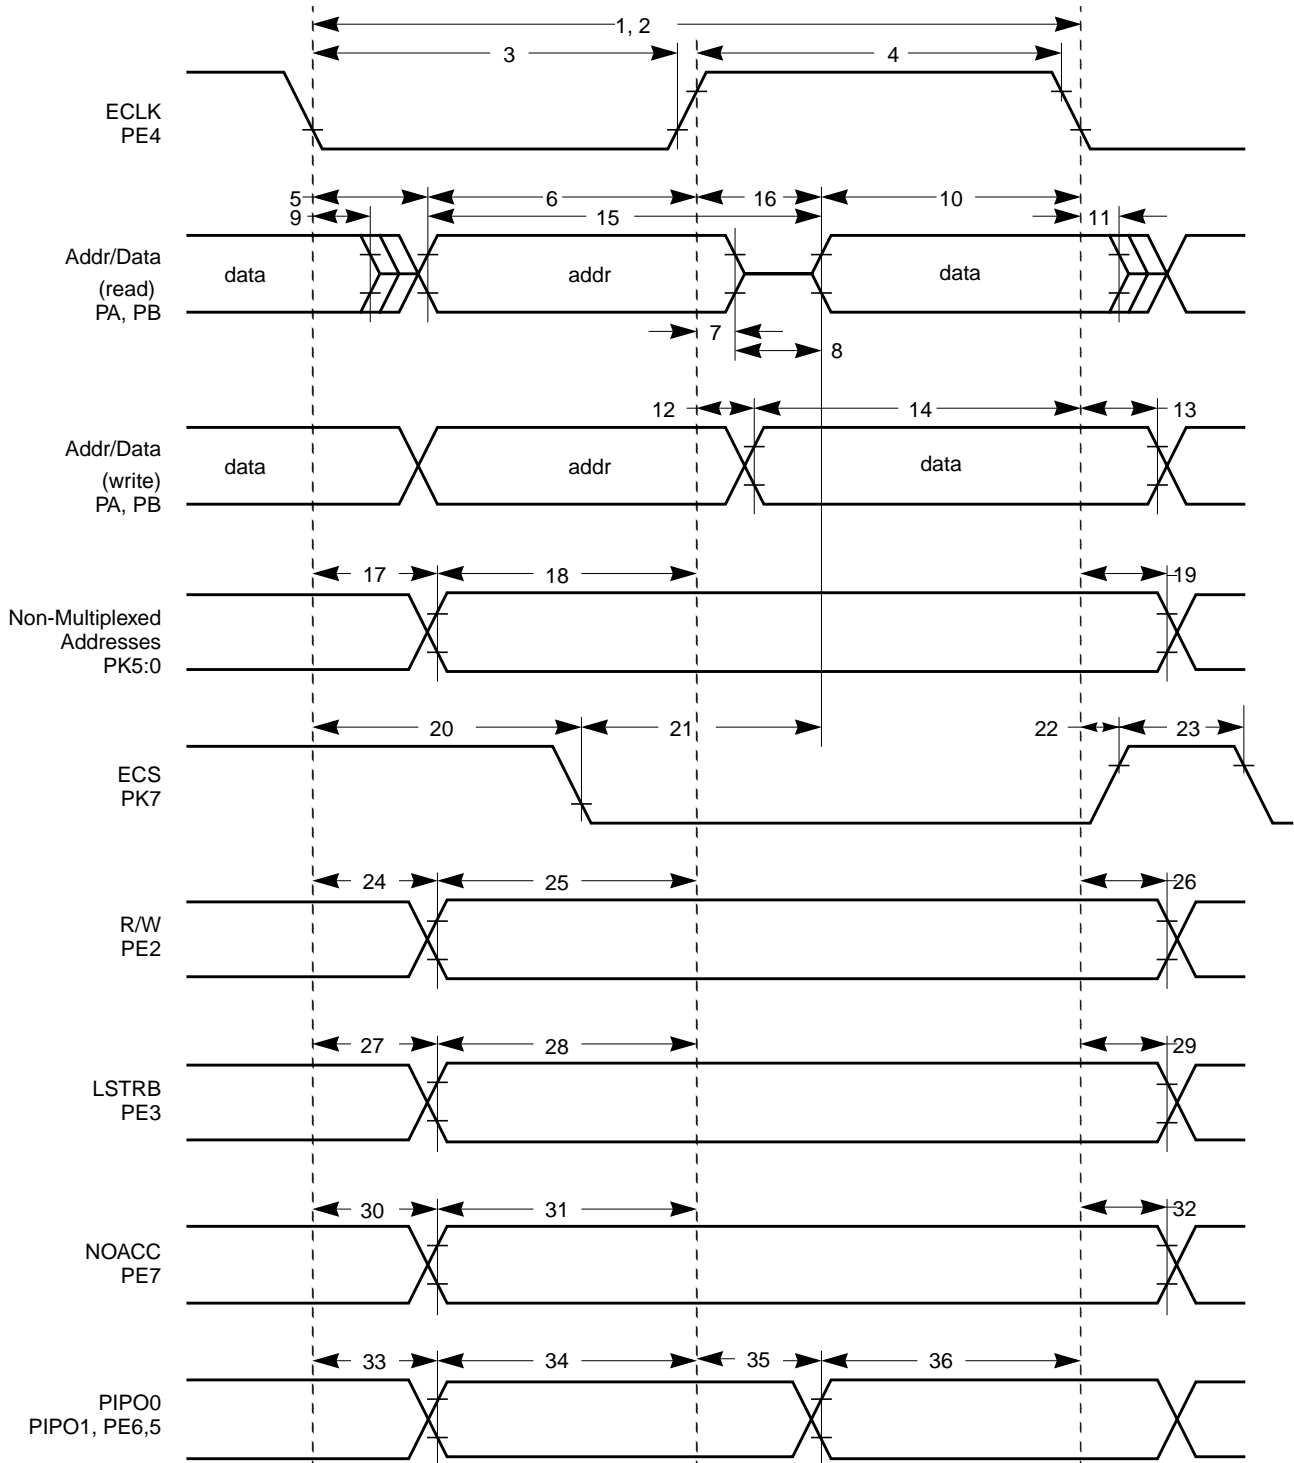 1, 2
3
4
ECLK
PE4
5
6
16
10
9
15
11
Addr/Data
(read)
PA, PB
data
addr
data
7
8
12
14
13
Addr/Data
(write)
PA, PB
data
addr
data
17
18
19
Non-Multiplexed
Addresses
PK5:0
20
21
22
23
ECS
PK7
24
25
26
R/W
PE2
27
28
29
LSTRB
PE3
30
31
32
NOACC
PE7
33
34
35
36
PIPO0
PIPO1, PE6,5